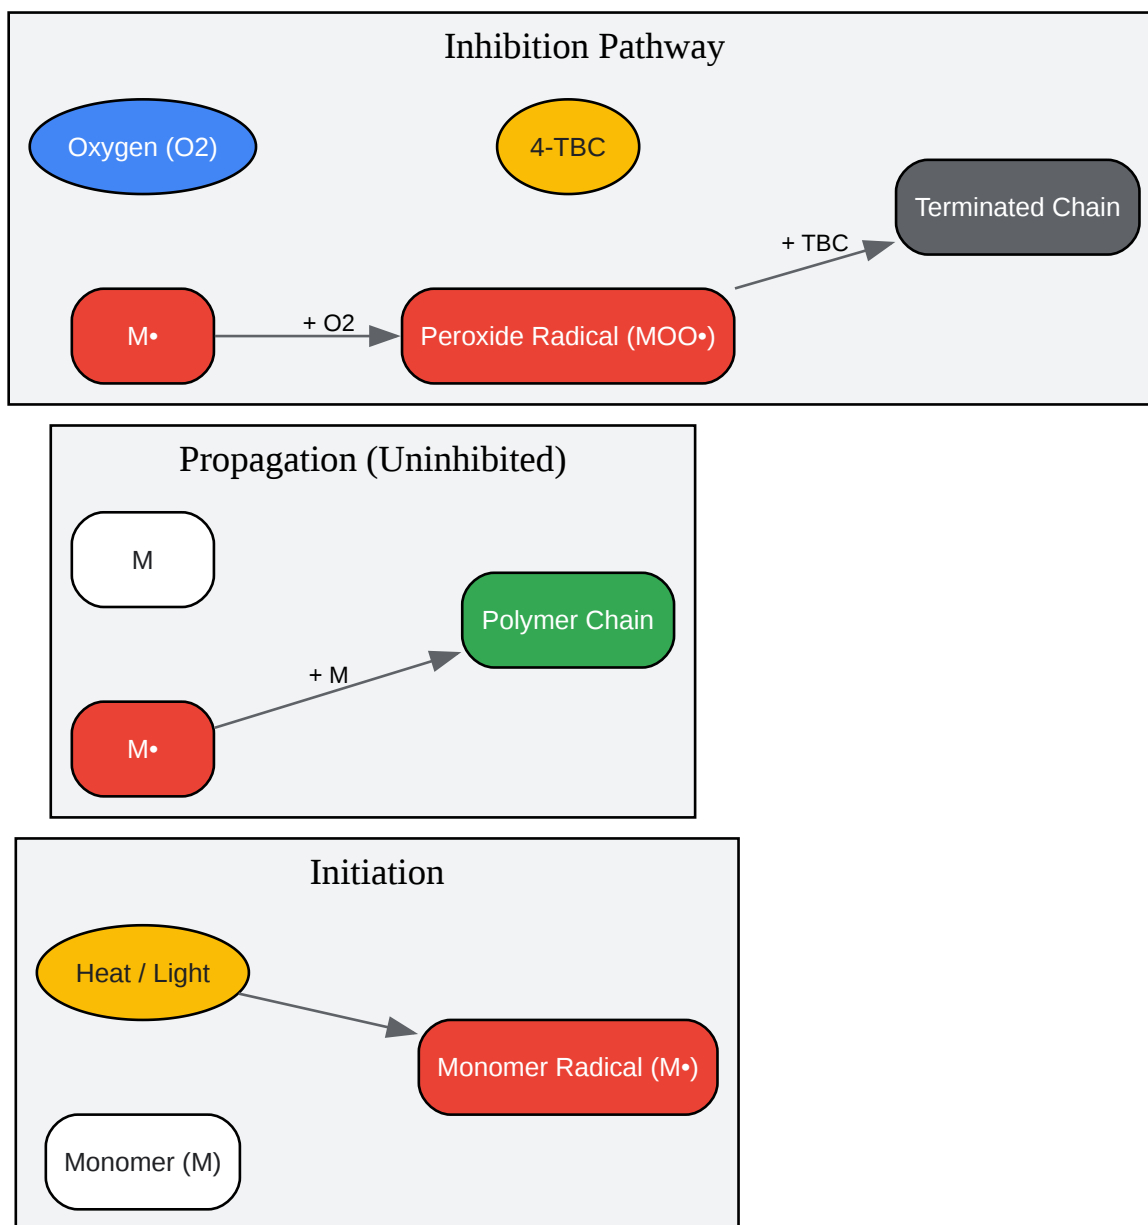 Inhibition Pathway
Oxygen (O2)
4-TBC
Terminated Chain
+ TBC
M•
+ O2
Peroxide Radical (MOO•)
Propagation (Uninhibited)
M
Polymer Chain
+ M
M•
Initiation
Heat / Light
Monomer Radical (M•)
Monomer (M)